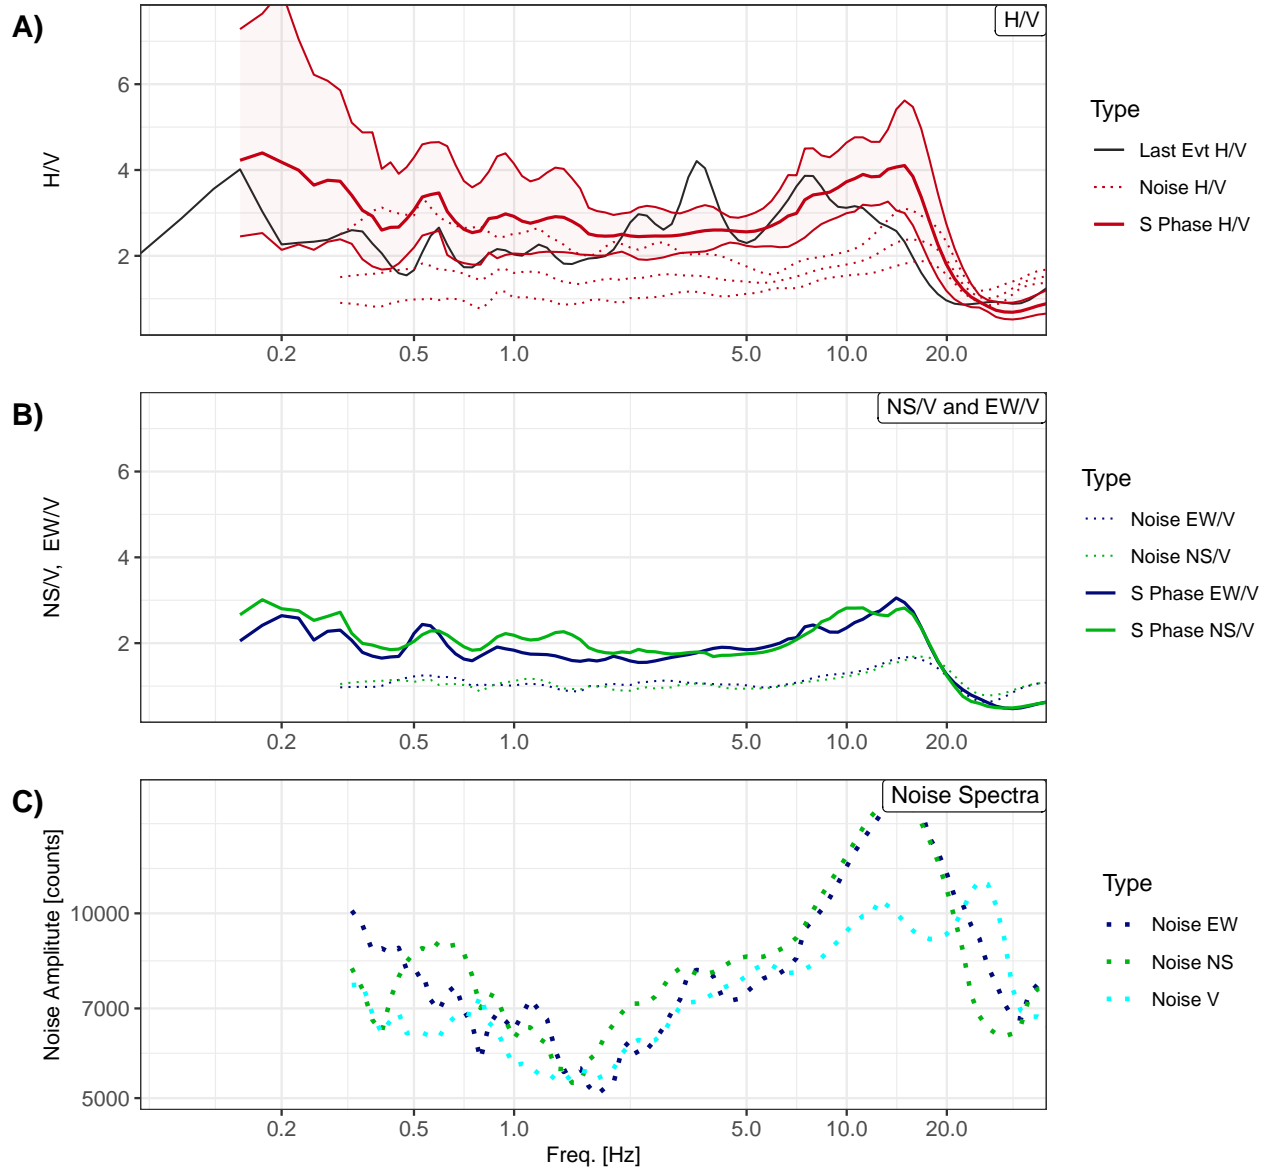 A)
H/V
6
4
2
H/V
0.2 0.5 1.0 5.0 10.0 20.0
Type
Last Evt H/V
Noise H/V
S Phase H/V
B)
NS/V and EW/V
6
4
2
NS/V, EW/V
0.2 0.5 1.0 5.0 10.0 20.0
Type
Noise EW/V
Noise NS/V
S Phase EW/V
S Phase NS/V
C)
Noise Spectra
10000
7000
5000
Noise Amplitute [counts]
0.2 0.5 1.0 5.0 10.0 20.0
Freq. [Hz]
Type
Noise EW
Noise NS
Noise V